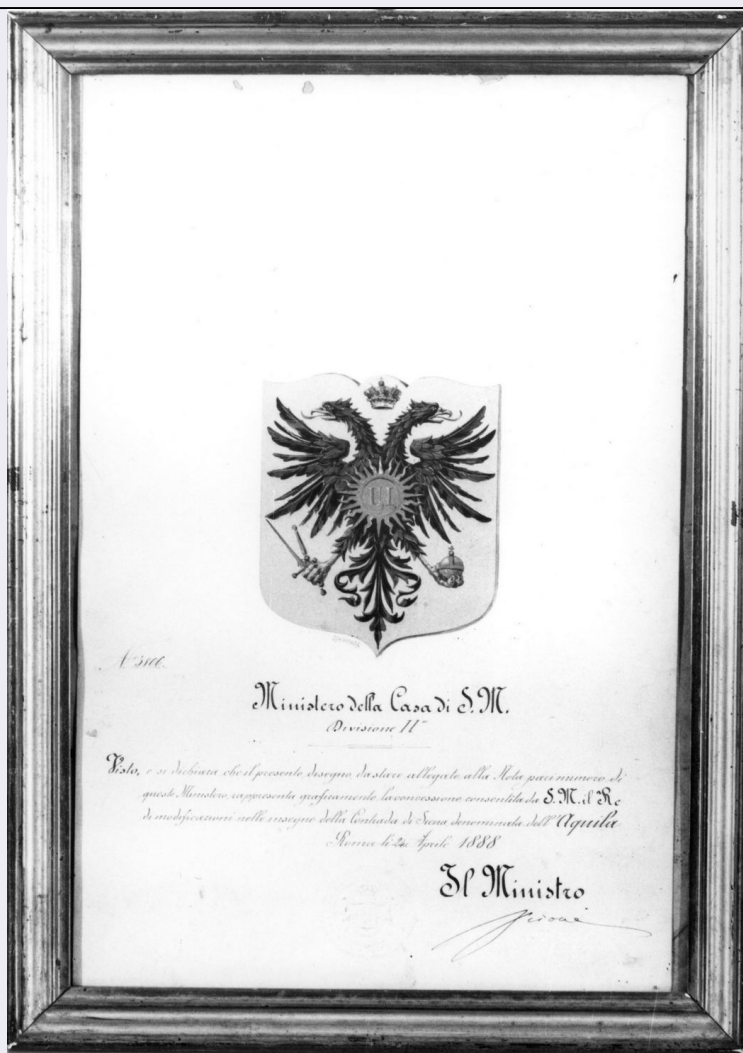 U I
N. 3106.
Ministero della Casa di S. M.
Divisione IIª
Visto, e si dichiara che il presente disegno da stare allegato alla Nota pari numero di
questo Ministero, rappresenta graficamente la concessione consentita da S. M. il Re
di modificazioni nelle insegne della Contrada di Siena denominata dell'Aquila
Roma li Aprile 1888
Il Ministro